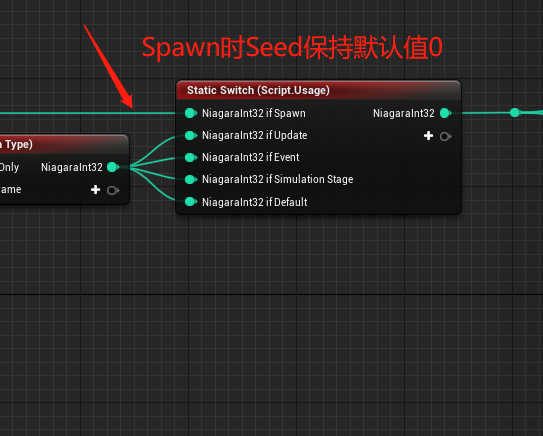 Spawn时Seed保持默认值0
Static Switch (Script.Usage)
NiagaraInt32 if Spawn NiagaraInt32
NiagaraInt32 if Update
n Type)
NiagaraInt32 if Event
Only NiagaraInt32
NiagaraInt32 if Simulation Stage
rame
NiagaraInt32 if Default